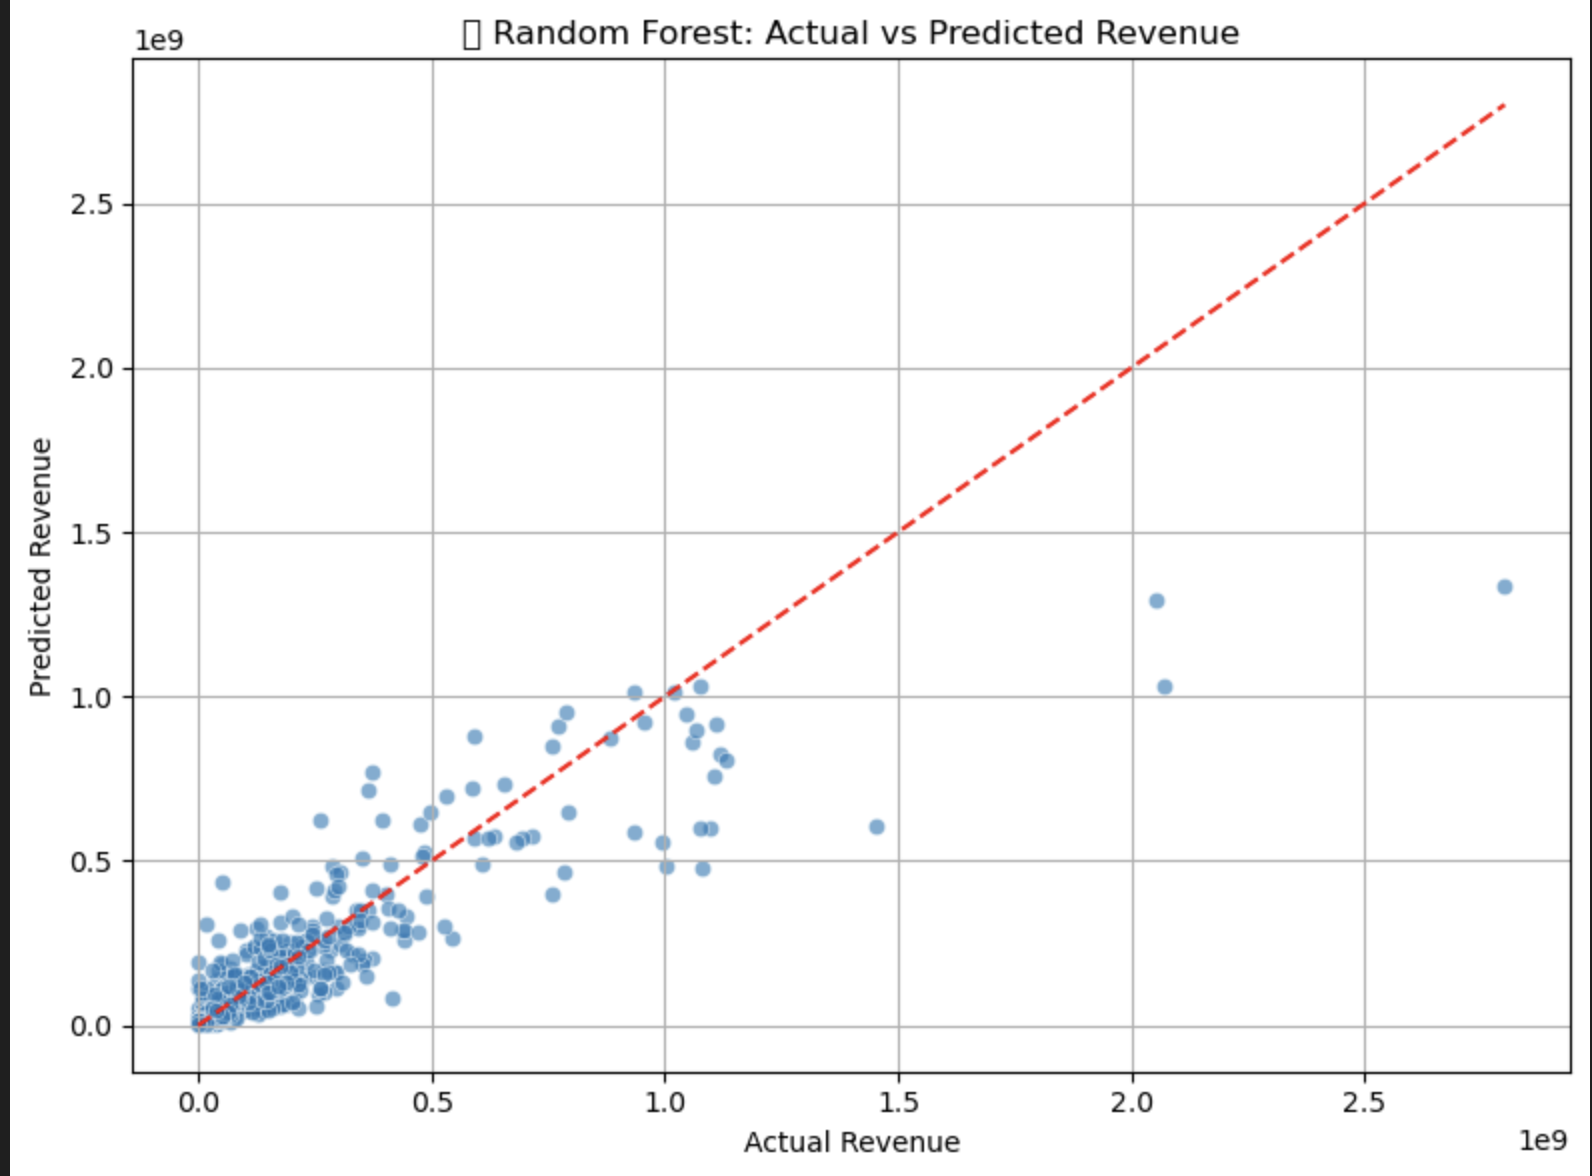 1e9
▯ Random Forest: Actual vs Predicted Revenue
2.5
2.0
1.5
1.0
0.5
0.0
Predicted Revenue
0.0 0.5 1.0 1.5 2.0 2.5
Actual Revenue
1e9